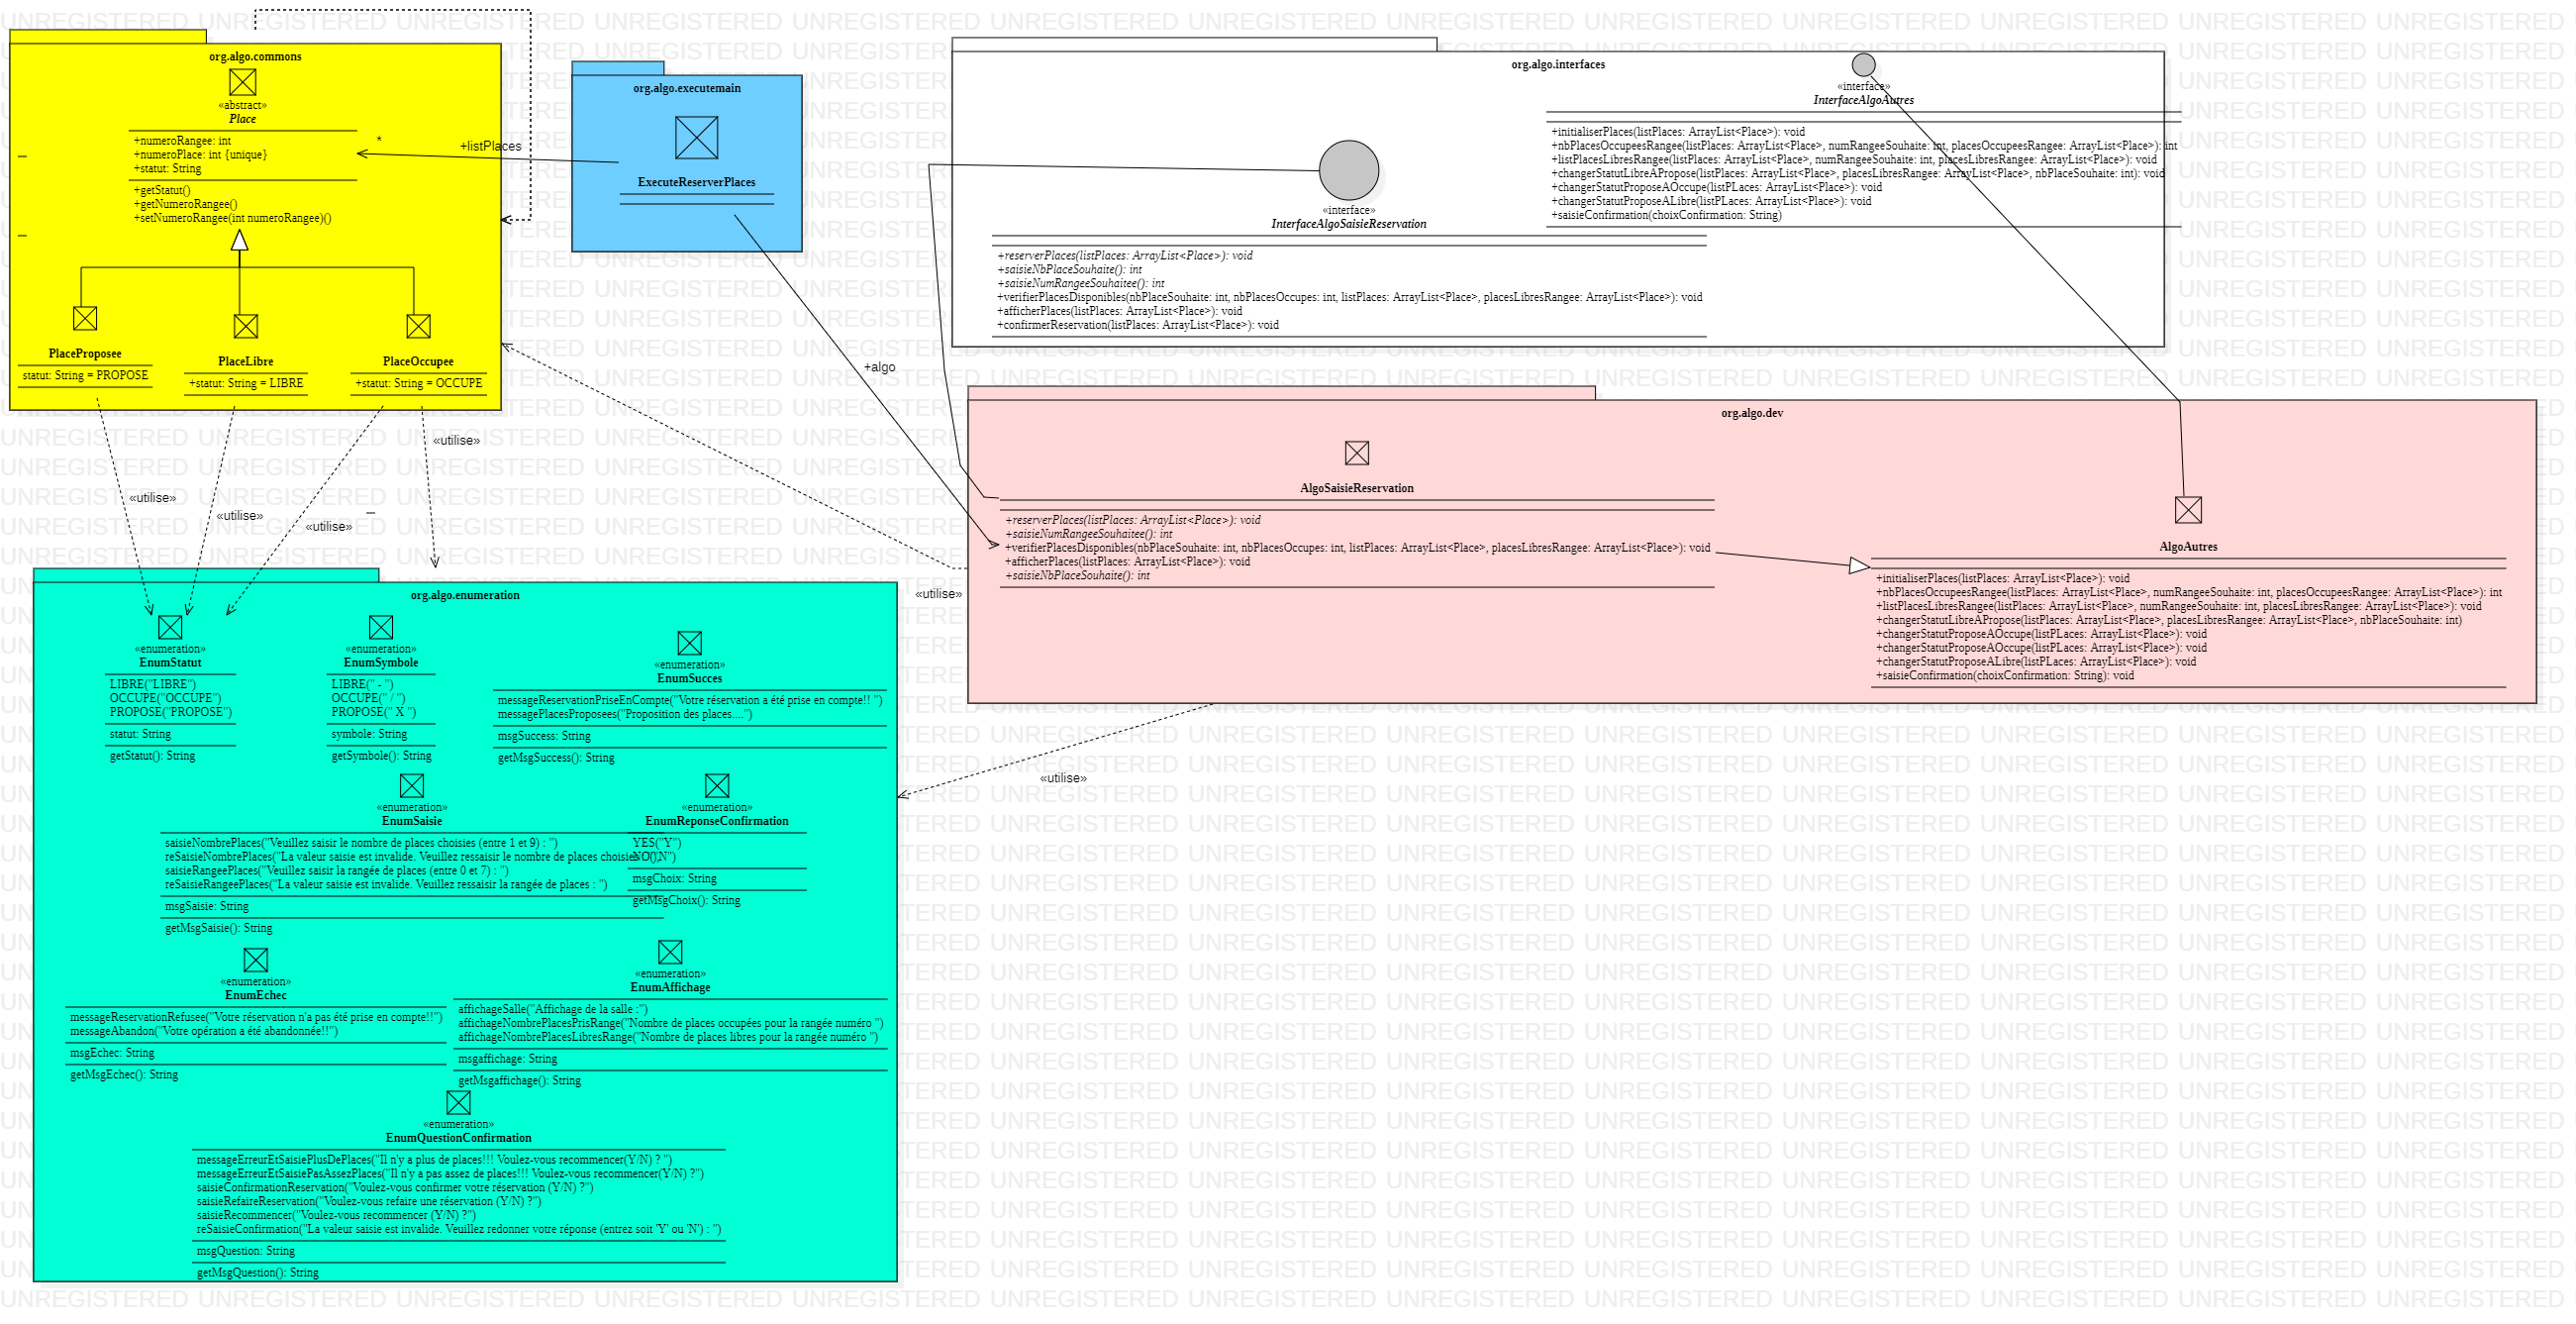 org.algo.commons
«abstract»
Place
+numeroRangee: int
+numeroPlace: int {unique}
+statut: String
+getStatut()
+getNumeroRangee()
+setNumeroRangee(int numeroRangee)()
*
+listPlaces
PlaceProposee
statut: String = PROPOSE
PlaceLibre
+statut: String = LIBRE
PlaceOccupee
+statut: String = OCCUPE
org.algo.executemain
ExecuteReserverPlaces
+algo
org.algo.interfaces
«interface»
InterfaceAlgoSaisieReservation
+reserverPlaces(listPlaces: ArrayList<Place>): void
+saisieNbPlaceSouhaite(): int
+saisieNumRangeeSouhaitee(): int
+verifierPlacesDisponibles(nbPlaceSouhaite: int, nbPlacesOccupes: int, listPlaces: ArrayList<Place>, placesLibresRangee: ArrayList<Place>): void
+afficherPlaces(listPlaces: ArrayList<Place>): void
+confirmerReservation(listPlaces: ArrayList<Place>): void
«interface»
InterfaceAlgoAutres
+initialiserPlaces(listPlaces: ArrayList<Place>): void
+nbPlacesOccupeesRangee(listPlaces: ArrayList<Place>, numRangeeSouhaite: int, placesOccupeesRangee: ArrayList<Place>): int
+listPlacesLibresRangee(listPlaces: ArrayList<Place>, numRangeeSouhaite: int, placesLibresRangee: ArrayList<Place>): void
+changerStatutLibreAPropose(listPlaces: ArrayList<Place>, placesLibresRangee: ArrayList<Place>, nbPlaceSouhaite: int): void
+changerStatutProposeAOccupe(listPLaces: ArrayList<Place>): void
+changerStatutProposeALibre(listPLaces: ArrayList<Place>): void
+saisieConfirmation(choixConfirmation: String)
org.algo.dev
AlgoSaisieReservation
+reserverPlaces(listPlaces: ArrayList<Place>): void
+saisieNumRangeeSouhaitee(): int
+verifierPlacesDisponibles(nbPlaceSouhaite: int, nbPlacesOccupes: int, listPlaces: ArrayList<Place>, placesLibresRangee: ArrayList<Place>): void
+afficherPlaces(listPlaces: ArrayList<Place>): void
+saisieNbPlaceSouhaite(): int
AlgoAutres
+initialiserPlaces(listPlaces: ArrayList<Place>): void
+nbPlacesOccupeesRangee(listPlaces: ArrayList<Place>, numRangeeSouhaite: int, placesOccupeesRangee: ArrayList<Place>): int
+listPlacesLibresRangee(listPlaces: ArrayList<Place>, numRangeeSouhaite: int, placesLibresRangee: ArrayList<Place>): void
+changerStatutLibreAPropose(listPlaces: ArrayList<Place>, placesLibresRangee: ArrayList<Place>, nbPlaceSouhaite: int)
+changerStatutProposeAOccupe(listPLaces: ArrayList<Place>): void
+changerStatutProposeAOccupe(listPLaces: ArrayList<Place>): void
+changerStatutProposeALibre(listPLaces: ArrayList<Place>): void
+saisieConfirmation(choixConfirmation: String): void
«utilise»
«utilise»
«utilise»
«utilise»
«utilise»
«utilise»
org.algo.enumeration
«enumeration»
EnumStatut
LIBRE("LIBRE")
OCCUPE("OCCUPE")
PROPOSE("PROPOSE")
statut: String
getStatut(): String
«enumeration»
EnumSymbole
LIBRE(" - ")
OCCUPE(" / ")
PROPOSE(" X ")
symbole: String
getSymbole(): String
«enumeration»
EnumSucces
messageReservationPriseEnCompte("Votre réservation a été prise en compte!! ")
messagePlacesProposees("Proposition des places....")
msgSuccess: String
getMsgSuccess(): String
«enumeration»
EnumSaisie
saisieNombrePlaces("Veuillez saisir le nombre de places choisies (entre 1 et 9) : ")
reSaisieNombrePlaces("La valeur saisie est invalide. Veuillez ressaisir le nombre de places choisies
saisieRangeePlaces("Veuillez saisir la rangée de places (entre 0 et 7) : ")
reSaisieRangeePlaces("La valeur saisie est invalide. Veuillez ressaisir la rangée de places : ")
msgSaisie: String
getMsgSaisie(): String
«enumeration»
EnumReponseConfirmation
YES("Y")
NO("N")
msgChoix: String
getMsgChoix(): String
«enumeration»
EnumEchec
messageReservationRefusee("Votre réservation n'a pas été prise en compte!!")
messageAbandon("Votre opération a été abandonnée!!")
msgEchec: String
getMsgEchec(): String
«enumeration»
EnumAffichage
affichageSalle("Affichage de la salle :")
affichageNombrePlacesPrisRange("Nombre de places occupées pour la rangée numéro ")
affichageNombrePlacesLibresRange("Nombre de places libres pour la rangée numéro ")
msgaffichage: String
getMsgaffichage(): String
«enumeration»
EnumQuestionConfirmation
messageErreurEtSaisiePlusDePlaces("Il n'y a plus de places!!! Voulez-vous recommencer(Y/N) ? ")
messageErreurEtSaisiePasAssezPlaces("Il n'y a pas assez de places!!! Voulez-vous recommencer(Y/N) ?")
saisieConfirmationReservation("Voulez-vous confirmer votre réservation (Y/N) ?")
saisieRefaireReservation("Voulez-vous refaire une réservation (Y/N) ?")
saisieRecommencer("Voulez-vous recommencer (Y/N) ?")
reSaisieConfirmation("La valeur saisie est invalide. Veuillez redonner votre réponse (entrez soit 'Y' ou 'N') : ")
msgQuestion: String
getMsgQuestion(): String